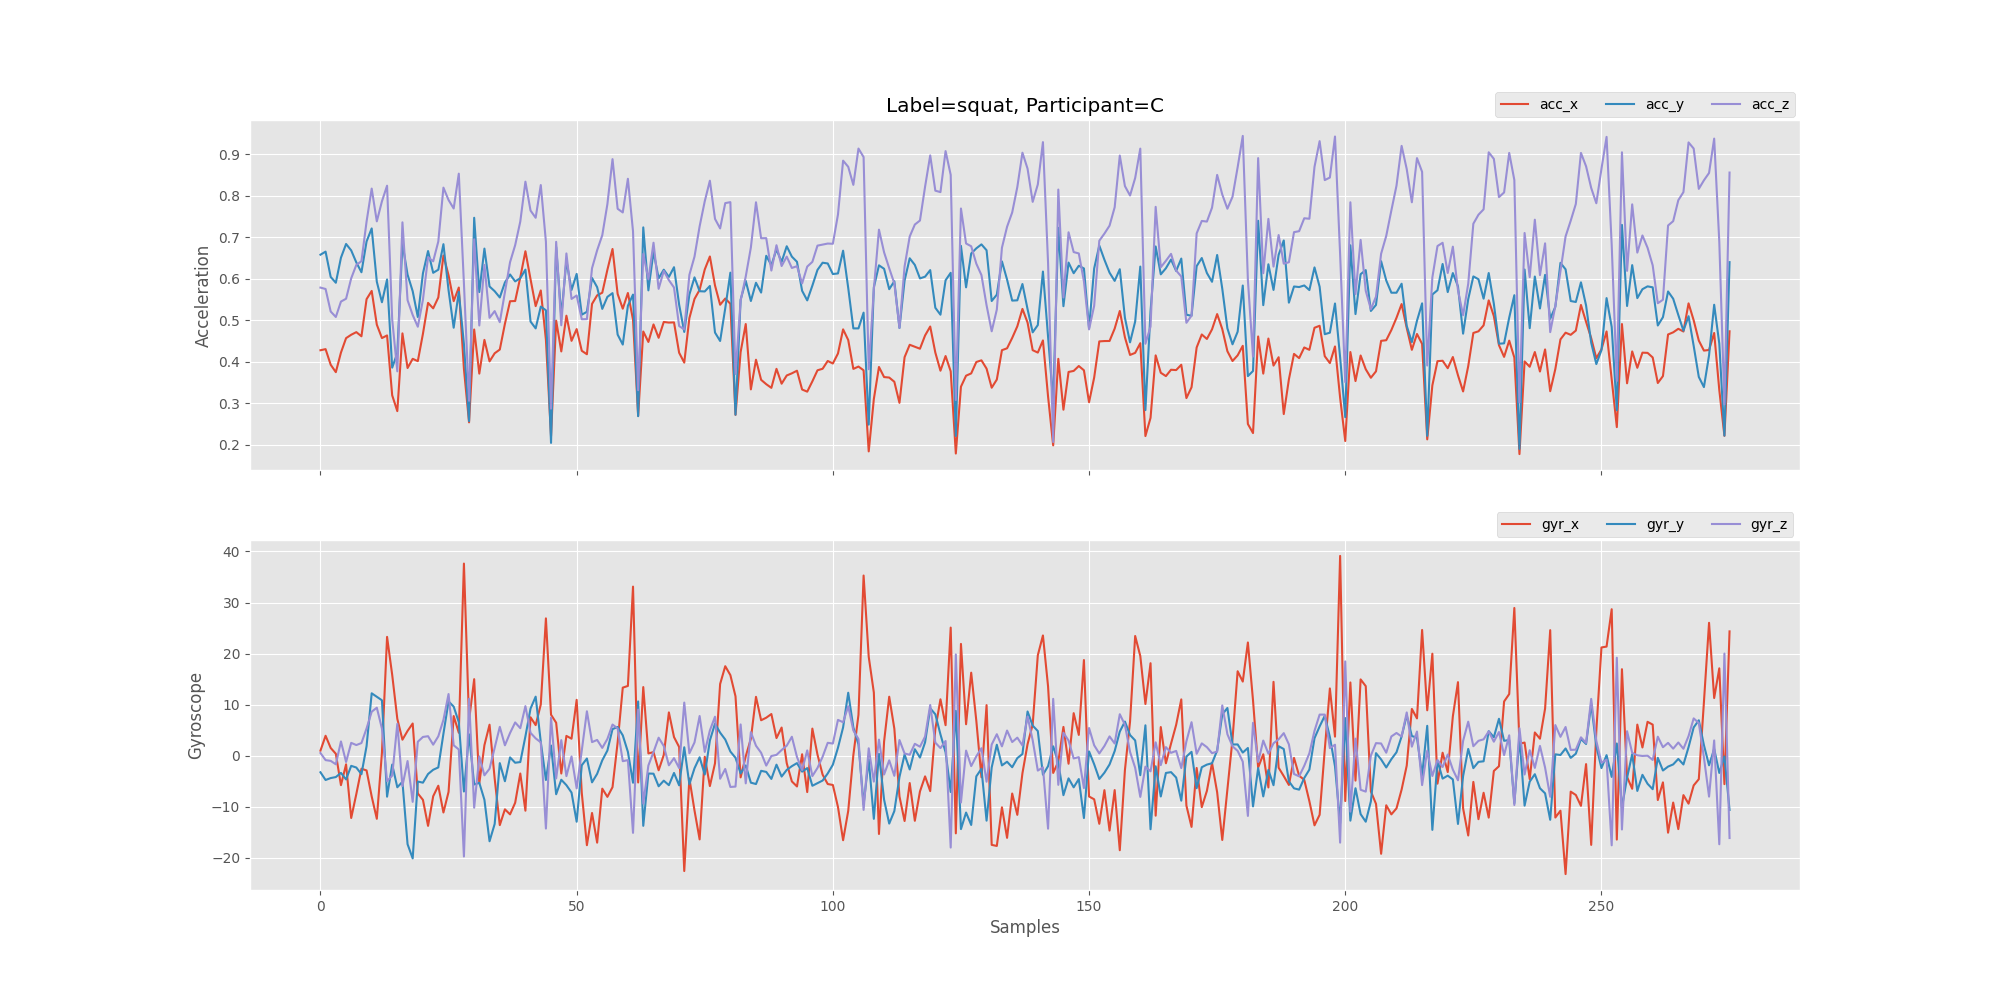 Label=squat, Participant=C
acc_x acc_y acc_z
0.9
0.8
0.7
0.6
0.5
0.4
0.3
0.2
Acceleration
gyr_x gyr_y gyr_z
40
30
20
10
0
−10
−20
Gyroscope
0 50 100 150 200 250
Samples